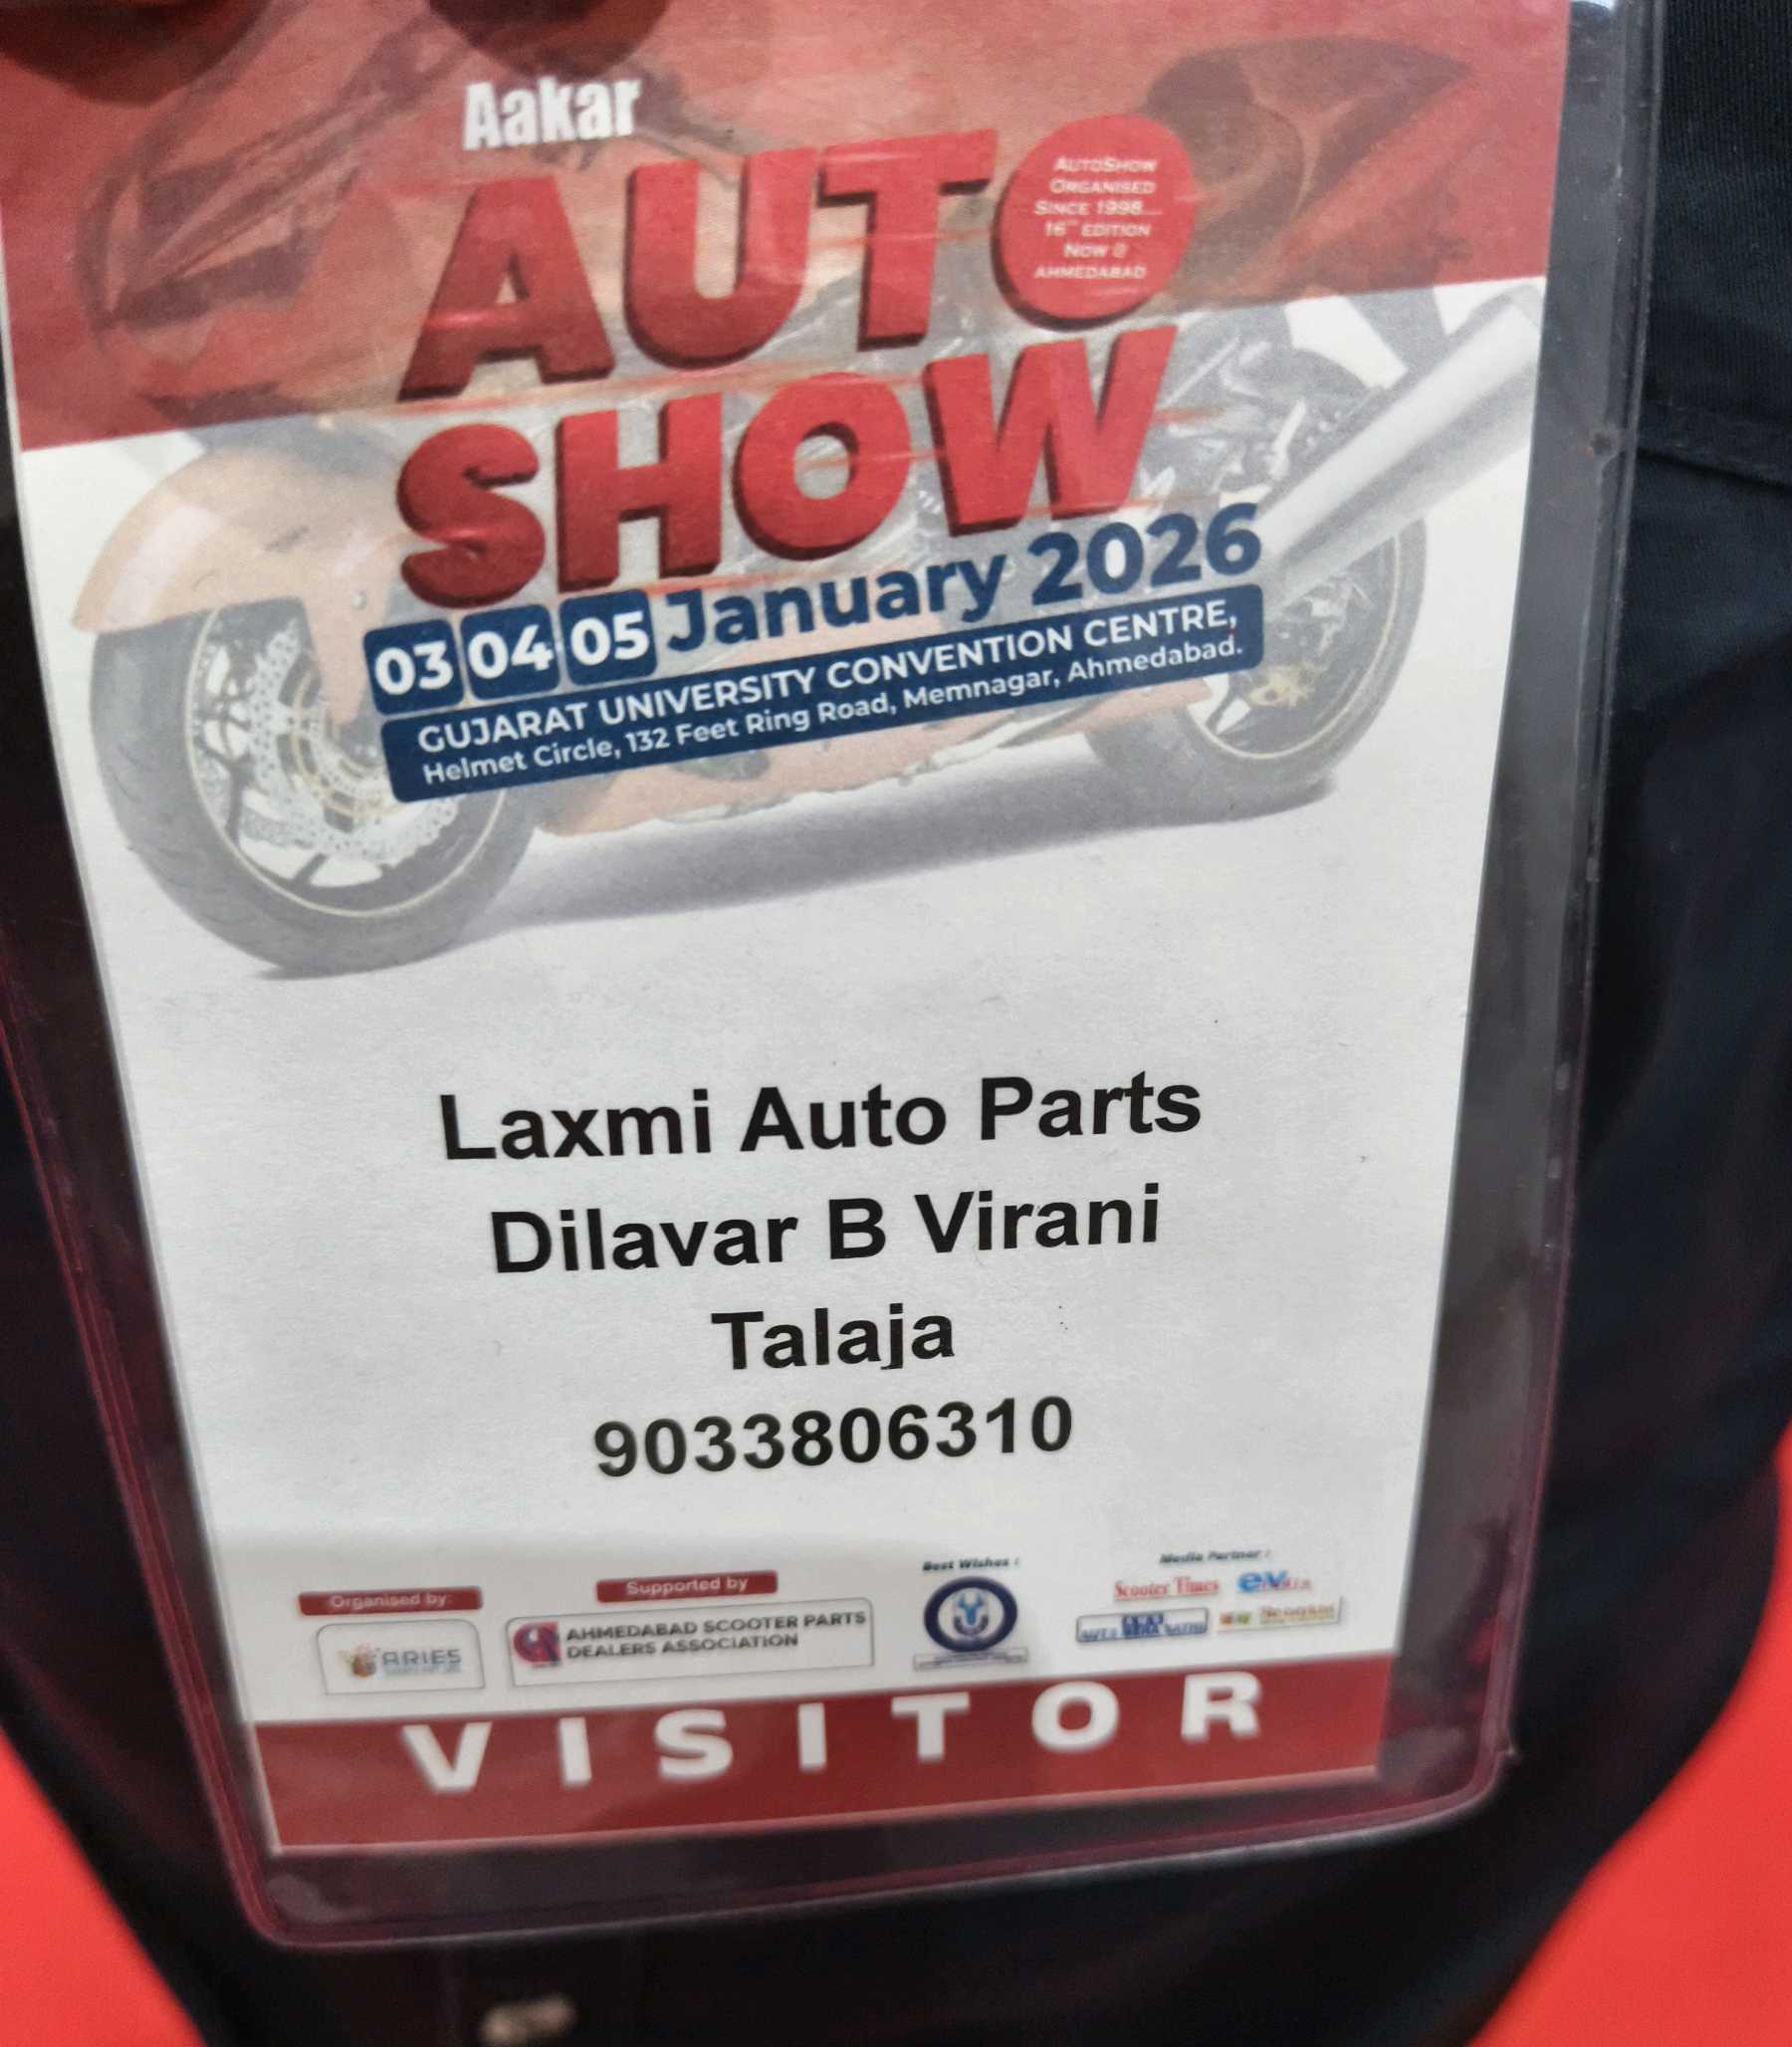 Aakar
AUTO
SHOW
AUTOSHOW
ORGANISED
SINCE 1998....
16TH EDITION
NOW @
AHMEDABAD
03 04 05 January 2026
GUJARAT UNIVERSITY CONVENTION CENTRE,
Helmet Circle, 132 Feet Ring Road, Memnagar, Ahmedabad.
Laxmi Auto Parts
Dilavar B Virani
Talaja
9033806310
Organised by:
ARIES
Supported by
AHMEDABAD SCOOTER PARTS
DEALERS ASSOCIATION
Best Wishes :
Media Partner :
Scooter Times
VISITOR